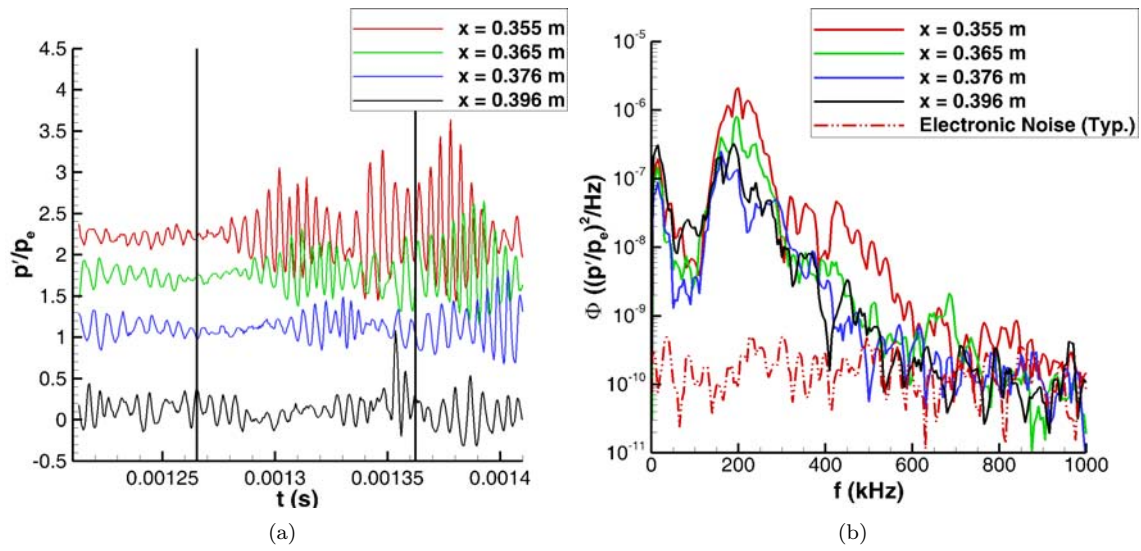 x = 0.355 m
x = 0.365 m
x = 0.376 m
x = 0.396 m
4.5
4
3.5
3
2.5
2
1.5
1
0.5
0
-0.5
p'/pₑ
0.00125
0.0013
0.00135
0.0014
t (s)
(a)
x = 0.355 m
x = 0.365 m
x = 0.376 m
x = 0.396 m
Electronic Noise (Typ.)
10⁻⁵
10⁻⁶
10⁻⁷
10⁻⁸
10⁻⁹
10⁻¹⁰
10⁻¹¹
Φ ((p'/pₑ)²/Hz)
0
200
400
600
800
1000
f (kHz)
(b)